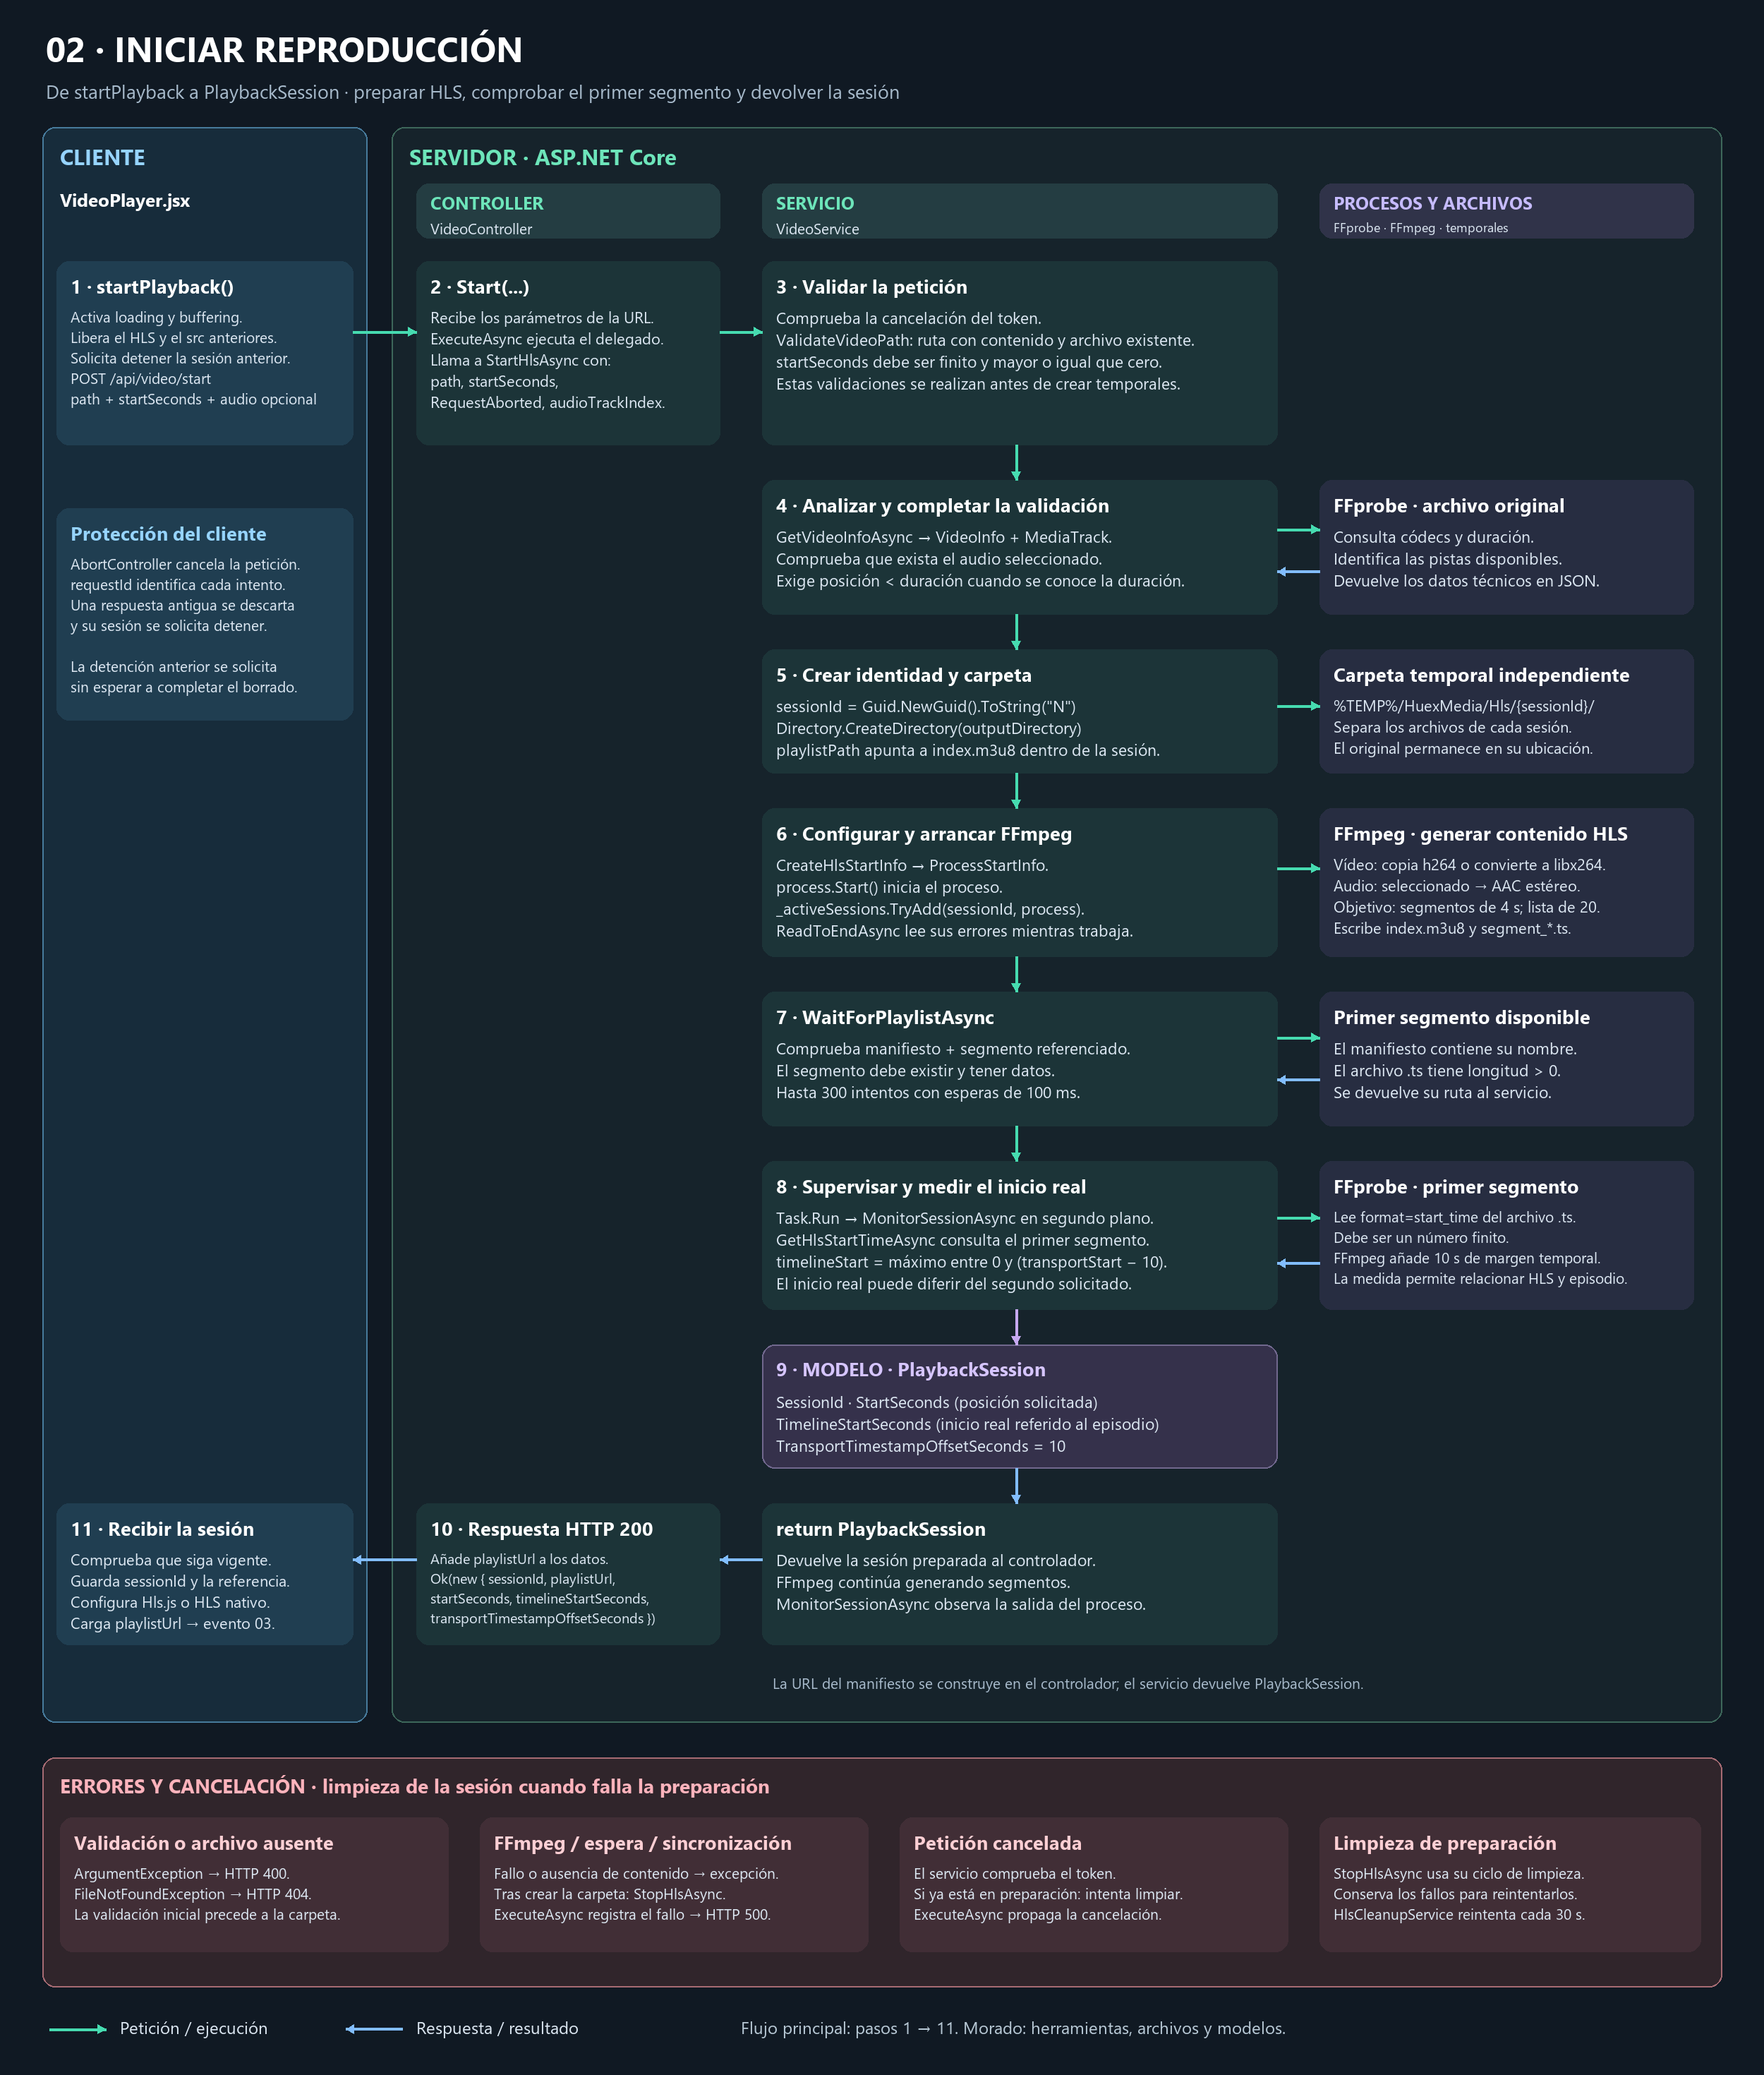 02 · INICIAR REPRODUCCIÓN
De startPlayback a PlaybackSession · preparar HLS, comprobar el primer segmento y devolver la sesión
CLIENTE
VideoPlayer.jsx
SERVIDOR · ASP.NET Core
CONTROLLER
VideoController
SERVICIO
VideoService
PROCESOS Y ARCHIVOS
FFprobe · FFmpeg · temporales
1 · startPlayback()
Activa loading y buffering.
Libera el HLS y el src anteriores.
Solicita detener la sesión anterior.
POST /api/video/start
path + startSeconds + audio opcional
2 · Start(...)
Recibe los parámetros de la URL.
ExecuteAsync ejecuta el delegado.
Llama a StartHlsAsync con:
path, startSeconds,
RequestAborted, audioTrackIndex.
3 · Validar la petición
Comprueba la cancelación del token.
ValidateVideoPath: ruta con contenido y archivo existente.
startSeconds debe ser finito y mayor o igual que cero.
Estas validaciones se realizan antes de crear temporales.
Protección del cliente
AbortController cancela la petición.
requestId identifica cada intento.
Una respuesta antigua se descarta
y su sesión se solicita detener.
La detención anterior se solicita
sin esperar a completar el borrado.
4 · Analizar y completar la validación
GetVideoInfoAsync → VideoInfo + MediaTrack.
Comprueba que exista el audio seleccionado.
Exige posición < duración cuando se conoce la duración.
FFprobe · archivo original
Consulta códecs y duración.
Identifica las pistas disponibles.
Devuelve los datos técnicos en JSON.
5 · Crear identidad y carpeta
sessionId = Guid.NewGuid().ToString("N")
Directory.CreateDirectory(outputDirectory)
playlistPath apunta a index.m3u8 dentro de la sesión.
Carpeta temporal independiente
%TEMP%/HuexMedia/Hls/{sessionId}/
Separa los archivos de cada sesión.
El original permanece en su ubicación.
6 · Configurar y arrancar FFmpeg
CreateHlsStartInfo → ProcessStartInfo.
process.Start() inicia el proceso.
_activeSessions.TryAdd(sessionId, process).
ReadToEndAsync lee sus errores mientras trabaja.
FFmpeg · generar contenido HLS
Vídeo: copia h264 o convierte a libx264.
Audio: seleccionado → AAC estéreo.
Objetivo: segmentos de 4 s; lista de 20.
Escribe index.m3u8 y segment_*.ts.
7 · WaitForPlaylistAsync
Comprueba manifiesto + segmento referenciado.
El segmento debe existir y tener datos.
Hasta 300 intentos con esperas de 100 ms.
Primer segmento disponible
El manifiesto contiene su nombre.
El archivo .ts tiene longitud > 0.
Se devuelve su ruta al servicio.
8 · Supervisar y medir el inicio real
Task.Run → MonitorSessionAsync en segundo plano.
GetHlsStartTimeAsync consulta el primer segmento.
timelineStart = máximo entre 0 y (transportStart − 10).
El inicio real puede diferir del segundo solicitado.
FFprobe · primer segmento
Lee format=start_time del archivo .ts.
Debe ser un número finito.
FFmpeg añade 10 s de margen temporal.
La medida permite relacionar HLS y episodio.
9 · MODELO · PlaybackSession
SessionId · StartSeconds (posición solicitada)
TimelineStartSeconds (inicio real referido al episodio)
TransportTimestampOffsetSeconds = 10
11 · Recibir la sesión
Comprueba que siga vigente.
Guarda sessionId y la referencia.
Configura Hls.js o HLS nativo.
Carga playlistUrl → evento 03.
10 · Respuesta HTTP 200
Añade playlistUrl a los datos.
Ok(new { sessionId, playlistUrl,
startSeconds, timelineStartSeconds,
transportTimestampOffsetSeconds })
return PlaybackSession
Devuelve la sesión preparada al controlador.
FFmpeg continúa generando segmentos.
MonitorSessionAsync observa la salida del proceso.
La URL del manifiesto se construye en el controlador; el servicio devuelve PlaybackSession.
ERRORES Y CANCELACIÓN · limpieza de la sesión cuando falla la preparación
Validación o archivo ausente
ArgumentException → HTTP 400.
FileNotFoundException → HTTP 404.
La validación inicial precede a la carpeta.
FFmpeg / espera / sincronización
Fallo o ausencia de contenido → excepción.
Tras crear la carpeta: StopHlsAsync.
ExecuteAsync registra el fallo → HTTP 500.
Petición cancelada
El servicio comprueba el token.
Si ya está en preparación: intenta limpiar.
ExecuteAsync propaga la cancelación.
Limpieza de preparación
StopHlsAsync usa su ciclo de limpieza.
Conserva los fallos para reintentarlos.
HlsCleanupService reintenta cada 30 s.
Petición / ejecución
Respuesta / resultado
Flujo principal: pasos 1 → 11. Morado: herramientas, archivos y modelos.